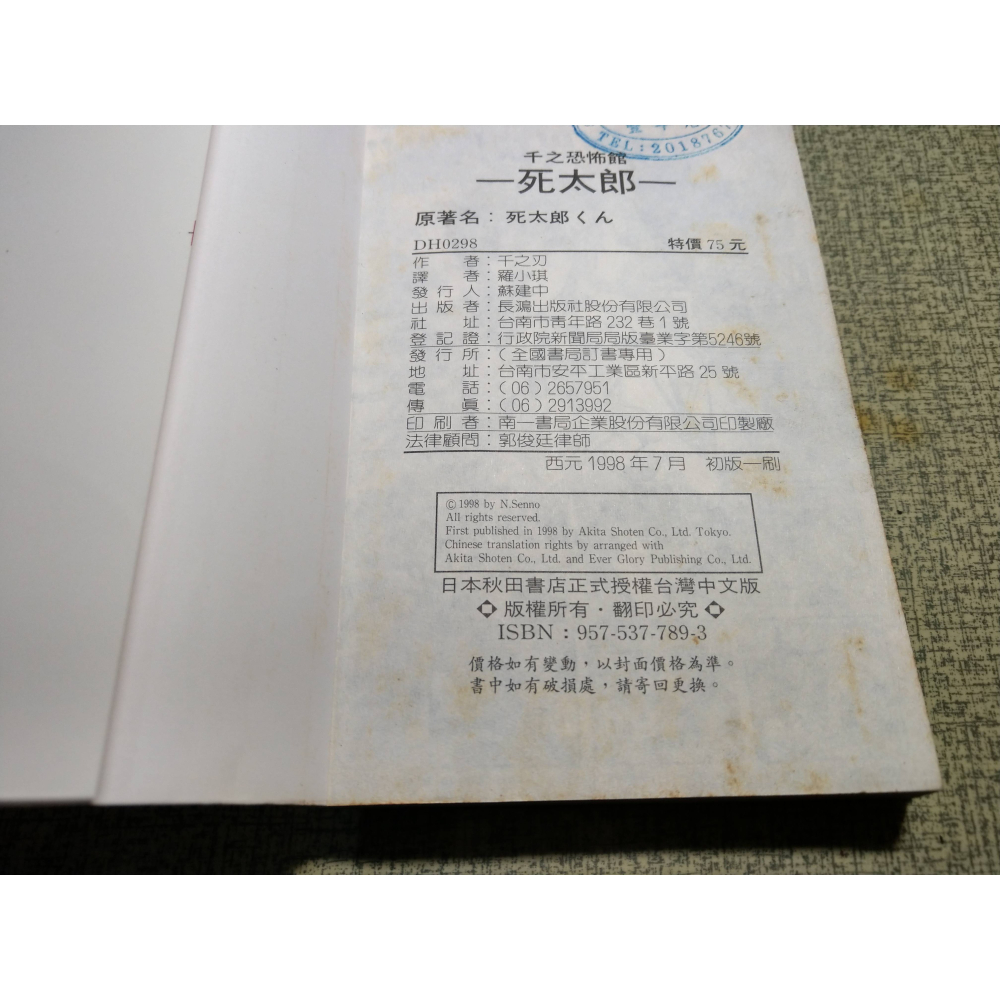 TEL:2018767
千之恐怖館
—死太郎—
原著名：死太郎くん
DH0298 特價 75 元
作者：千之刃
譯者：羅小琪
發行人：蘇建中
出版者：長鴻出版社股份有限公司
社址：台南市青年路 232 巷 1 號
登記證：行政院新聞局局版臺業字第5246號
發行所：（全國書局訂書專用）
地址：台南市安平工業區新平路 25 號
電話：（06）2657951
傳眞：（06）2913992
印刷者：南一書局企業股份有限公司印製廠
法律顧問：郭俊廷律師
西元 1998 年 7 月 初版一刷
© 1998 by N.Senno
All rights reserved.
First published in 1998 by Akita Shoten Co., Ltd. Tokyo.
Chinese translation rights by arranged with
Akita Shoten Co., Ltd. and Ever Glory Publishing Co., Ltd.
日本秋田書店正式授權台灣中文版
版權所有・翻印必究
ISBN：957-537-789-3
價格如有變動，以封面價格為準。
書中如有破損處，請寄回更換。